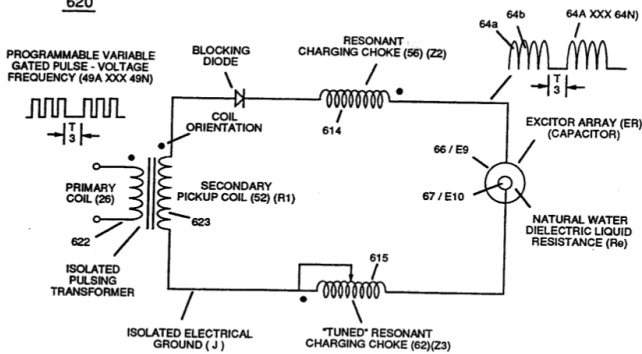 620
64a
64b
64A XXX 64N)
T
3
PROGRAMMABLE VARIABLE
GATED PULSE - VOLTAGE
FREQUENCY (49A XXX 49N)
T
3
BLOCKING
DIODE
RESONANT
CHARGING CHOKE (56) (Z2)
614
COIL
ORIENTATION
EXCITOR ARRAY (ER)
(CAPACITOR)
66 / E9
67 / E10
PRIMARY
COIL (26)
622
SECONDARY
PICKUP COIL (52) (R1)
623
NATURAL WATER
DIELECTRIC LIQUID
RESISTANCE (Re)
ISOLATED
PULSING
TRANSFORMER
615
ISOLATED ELECTRICAL
GROUND ( J )
"TUNED" RESONANT
CHARGING CHOKE (62)(Z3)